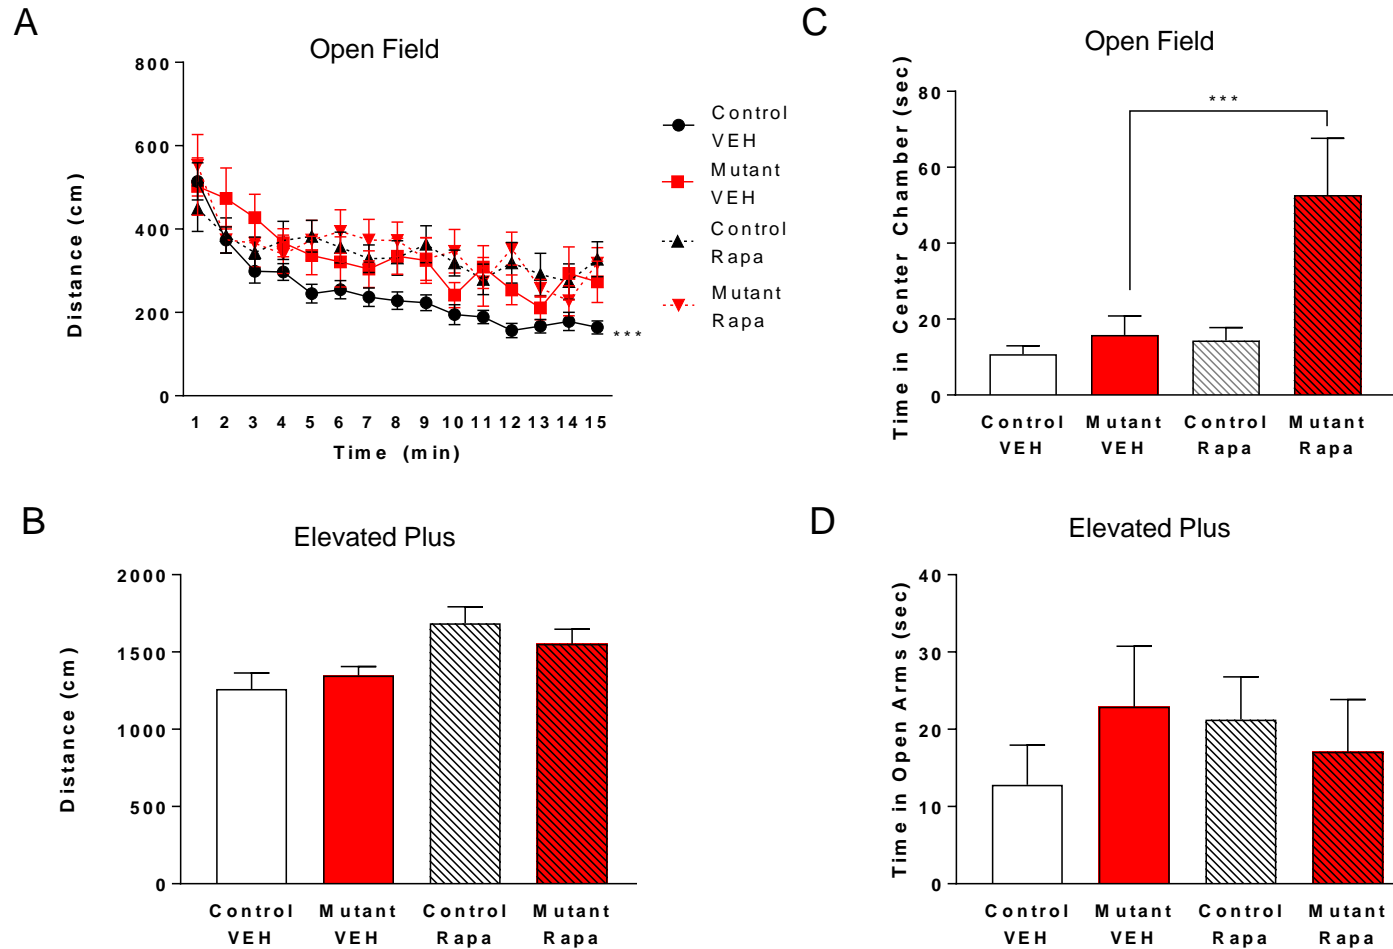 A
Open Field
800
600
400
200
0
Distance (cm)
1 2 3 4 5 6 7 8 9 10 11 12 13 14 15
Time (min)
***
Control
VEH
Mutant
VEH
Control
Rapa
Mutant
Rapa
C
Open Field
80
60
40
20
0
Time in Center Chamber (sec)
***
Control
VEH
Mutant
VEH
Control
Rapa
Mutant
Rapa
B
Elevated Plus
2000
1500
1000
500
0
Distance (cm)
Control
VEH
Mutant
VEH
Control
Rapa
Mutant
Rapa
D
Elevated Plus
40
30
20
10
0
Time in Open Arms (sec)
Control
VEH
Mutant
VEH
Control
Rapa
Mutant
Rapa